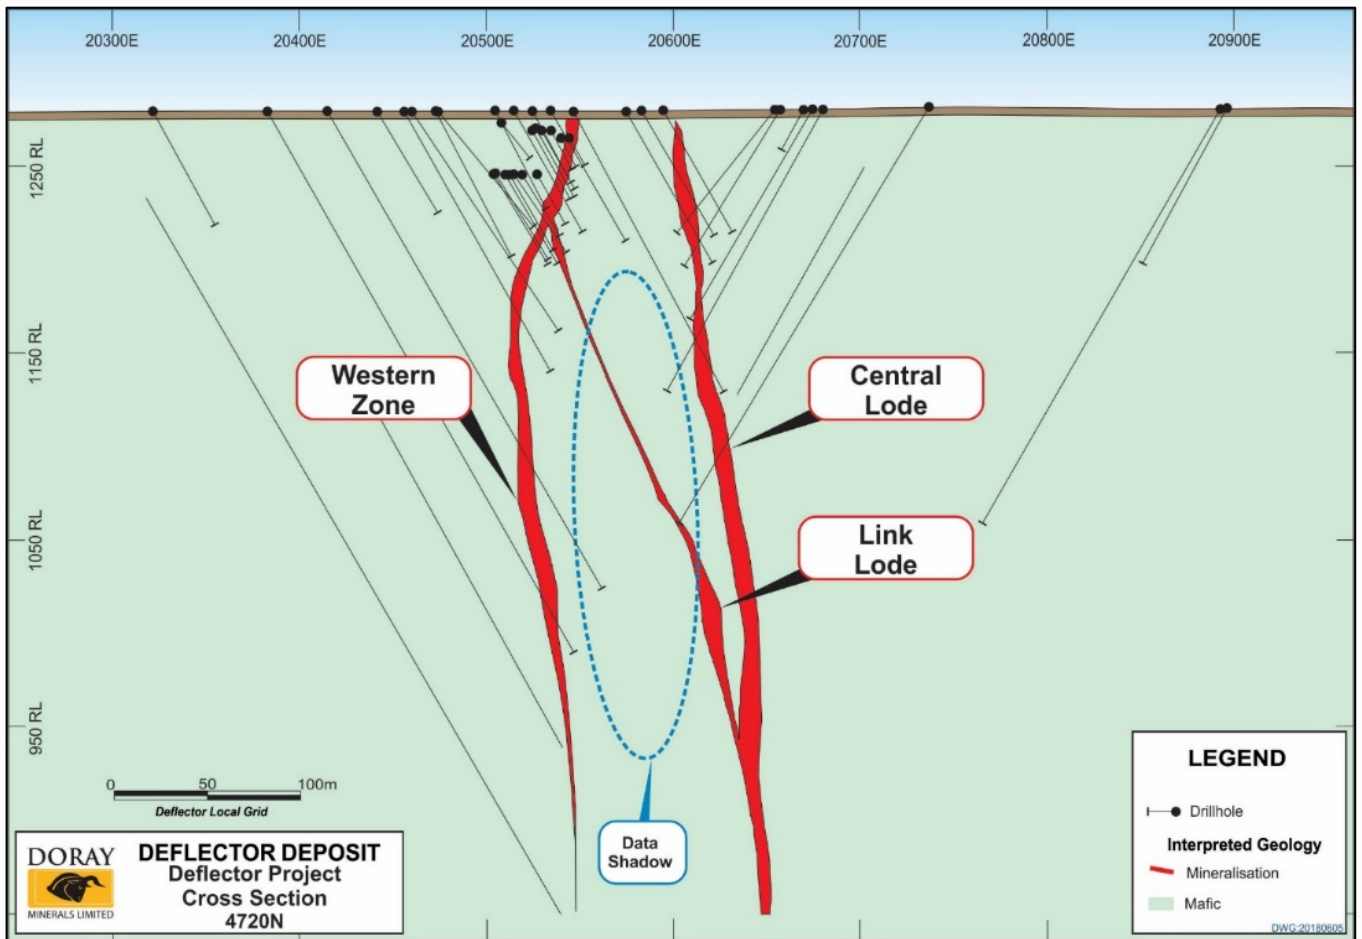 20300E
20400E
20500E
20600E
20700E
20800E
20900E
1250 RL
1150 RL
1050 RL
950 RL
Western
Zone
Central
Lode
Link
Lode
Data
Shadow
0 50 100m
Deflector Local Grid
DORAY
MINERALS LIMITED
DEFLECTOR DEPOSIT
Deflector Project
Cross Section
4720N
LEGEND
Drillhole
Interpreted Geology
Mineralisation
Mafic
DWG:20180605